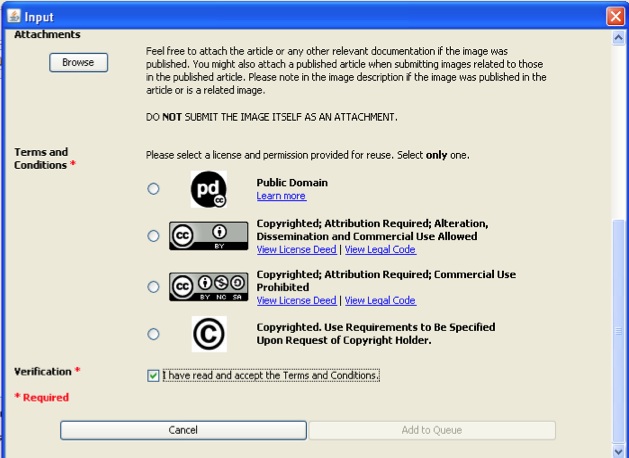 Input
Attachments
Browse
Feel free to attach the article or any other relevant documentation if the image was
published. You might also attach a published article when submitting images related to those
in the published article. Please note in the image description if the image was published in the
article or is a related image.
DO NOT SUBMIT THE IMAGE ITSELF AS AN ATTACHMENT.
Terms and
Conditions *
Please select a license and permission provided for reuse. Select only one.
pd
cc
Public Domain
Learn more
cc
BY
Copyrighted; Attribution Required; Alteration,
Dissemination and Commercial Use Allowed
View License Deed | View Legal Code
cc
BY NC SA
Copyrighted; Attribution Required; Commercial Use
Prohibited
View License Deed | View Legal Code
©
Copyrighted. Use Requirements to Be Specified
Upon Request of Copyright Holder.
Verification *
I have read and accept the Terms and Conditions.
* Required
Cancel
Add to Queue